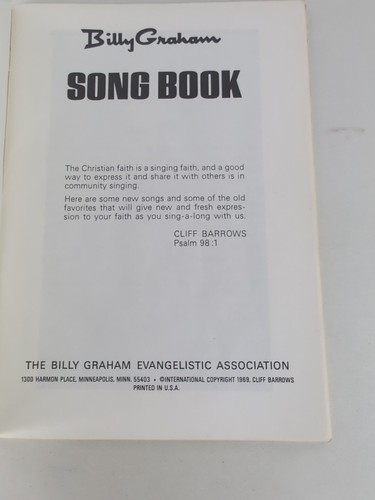 Billy Graham
SONG BOOK
The Christian faith is a singing faith, and a good
way to express it and share it with others is in
community singing.
Here are some new songs and some of the old
favorites that will give new and fresh expres-
sion to your faith as you sing-a-long with us.
CLIFF BARROWS
Psalm 98:1
THE BILLY GRAHAM EVANGELISTIC ASSOCIATION
1300 HARMON PLACE, MINNEAPOLIS, MINN. 55403 • ©INTERNATIONAL COPYRIGHT 1969, CLIFF BARROWS
PRINTED IN U.S.A.